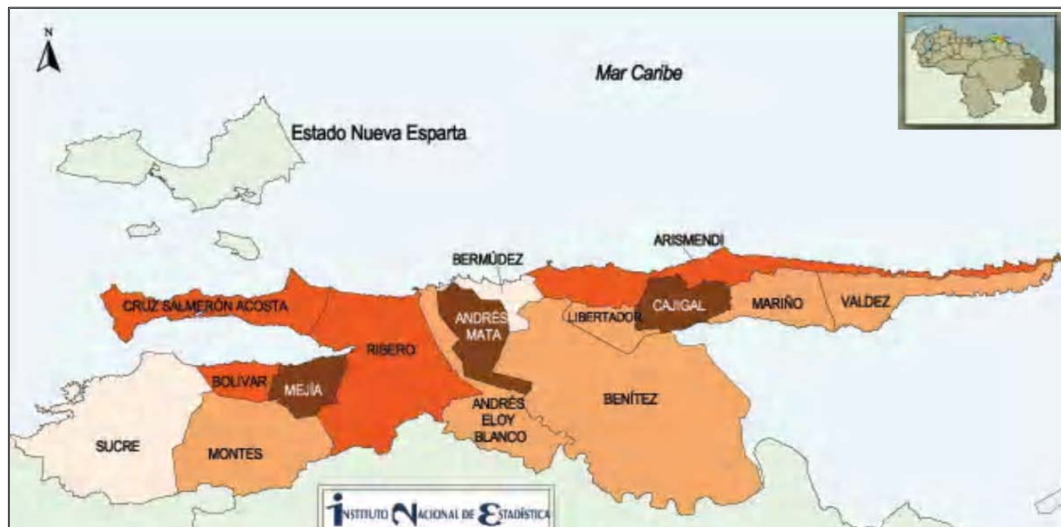 N
Mar Caribe
Estado Nueva Esparta
ARISMENDI
BERMÚDEZ
CRUZ SALMERÓN ACOSTA
CAJIGAL
MARIÑO
VALDEZ
ANDRÉS
MATA
LIBERTADOR
RIBERO
BOLÍVAR
MEJÍA
BENÍTEZ
ANDRÉS
ELOY
BLANCO
SUCRE
MONTES
INSTITUTO NACIONAL DE ESTADÍSTICA